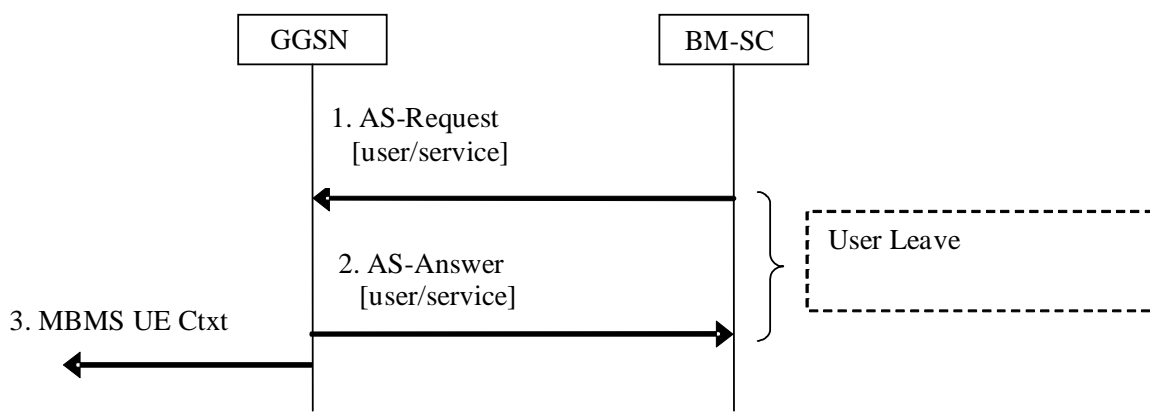 GGSN
BM-SC
1. AS-Request
[user/service]
User Leave
2. AS-Answer
[user/service]
3. MBMS UE Ctxt